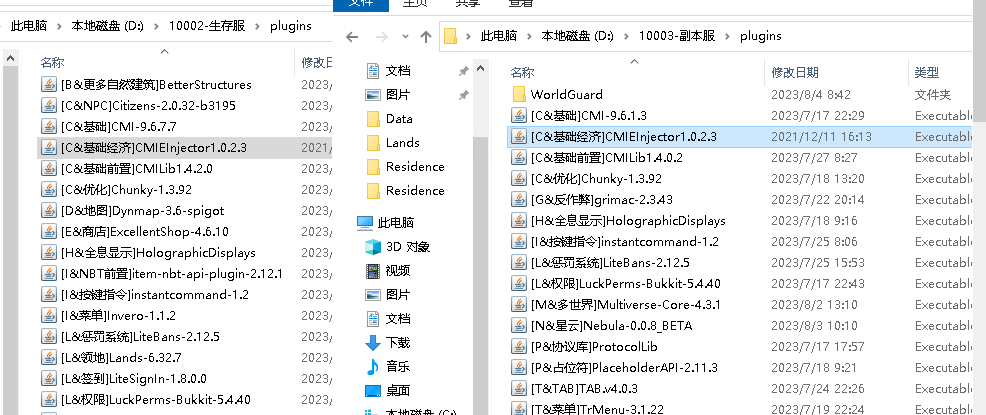 文件 主页 共享 查看
此电脑 > 本地磁盘 (D:) > 10002-生存服 > plugins
名称 修改日
[B&更多自然建筑]BetterStructures 2023/
[C&NPC]Citizens-2.0.32-b3195 2023/
[C&基础]CMI-9.6.7.7 2023/
[C&基础经济]CMIEInjector1.0.2.3 2021/
[C&基础前置]CMILib1.4.2.0 2023/
[C&优化]Chunky-1.3.92 2023/
[D&地图]Dynmap-3.6-spigot 2023/
[E&商店]ExcellentShop-4.6.10 2023/
[H&全息显示]HolographicDisplays 2023/
[I&NBT前置]item-nbt-api-plugin-2.12.1 2023/
[I&按键指令]instantcommand-1.2 2023/
[I&菜单]Invero-1.1.2 2023/
[L&惩罚系统]LiteBans-2.12.5 2023/
[L&领地]Lands-6.32.7 2023/
[L&签到]LiteSignIn-1.8.0.0 2023/
[L&权限]LuckPerms-Bukkit-5.4.40 2023/
此电脑 > 本地磁盘 (D:) > 10003-副本服 > plugins
文档
图片
Data
Lands
Residence
Residence
此电脑
3D 对象
视频
图片
文档
下载
音乐
桌面
本地磁盘 (C:)
名称 修改日期 类型
WorldGuard 2023/8/4 8:42 文件夹
[C&基础]CMI-9.6.1.3 2023/7/17 22:29 Executable
[C&基础经济]CMIEInjector1.0.2.3 2021/12/11 16:13 Executable
[C&基础前置]CMILib1.4.0.2 2023/7/27 8:27 Executable
[C&优化]Chunky-1.3.92 2023/7/18 13:20 Executable
[G&反作弊]grimac-2.3.43 2023/7/22 20:14 Executable
[H&全息显示]HolographicDisplays 2023/7/18 9:16 Executable
[I&按键指令]instantcommand-1.2 2023/7/25 8:06 Executable
[L&惩罚系统]LiteBans-2.12.5 2023/7/25 15:53 Executable
[L&权限]LuckPerms-Bukkit-5.4.40 2023/7/17 22:43 Executable
[M&多世界]Multiverse-Core-4.3.1 2023/8/2 13:10 Executable
[N&星云]Nebula-0.0.8_BETA 2023/8/3 10:10 Executable
[P&协议库]ProtocolLib 2023/7/17 17:57 Executable
[P&占位符]PlaceholderAPI-2.11.3 2023/7/18 9:21 Executable
[T&TAB]TAB.v4.0.3 2023/7/24 22:26 Executable
[T&菜单]TrMenu-3.1.22 2023/7/19 22:24 Executable